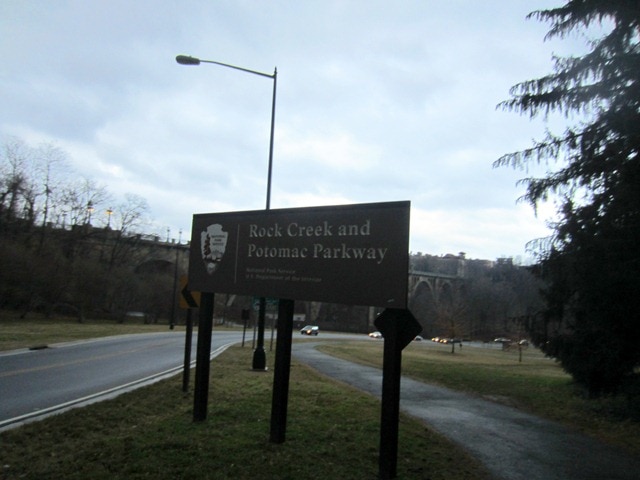 Rock Creek and
Potomac Parkway
National Park Service
U.S. Department of the Interior